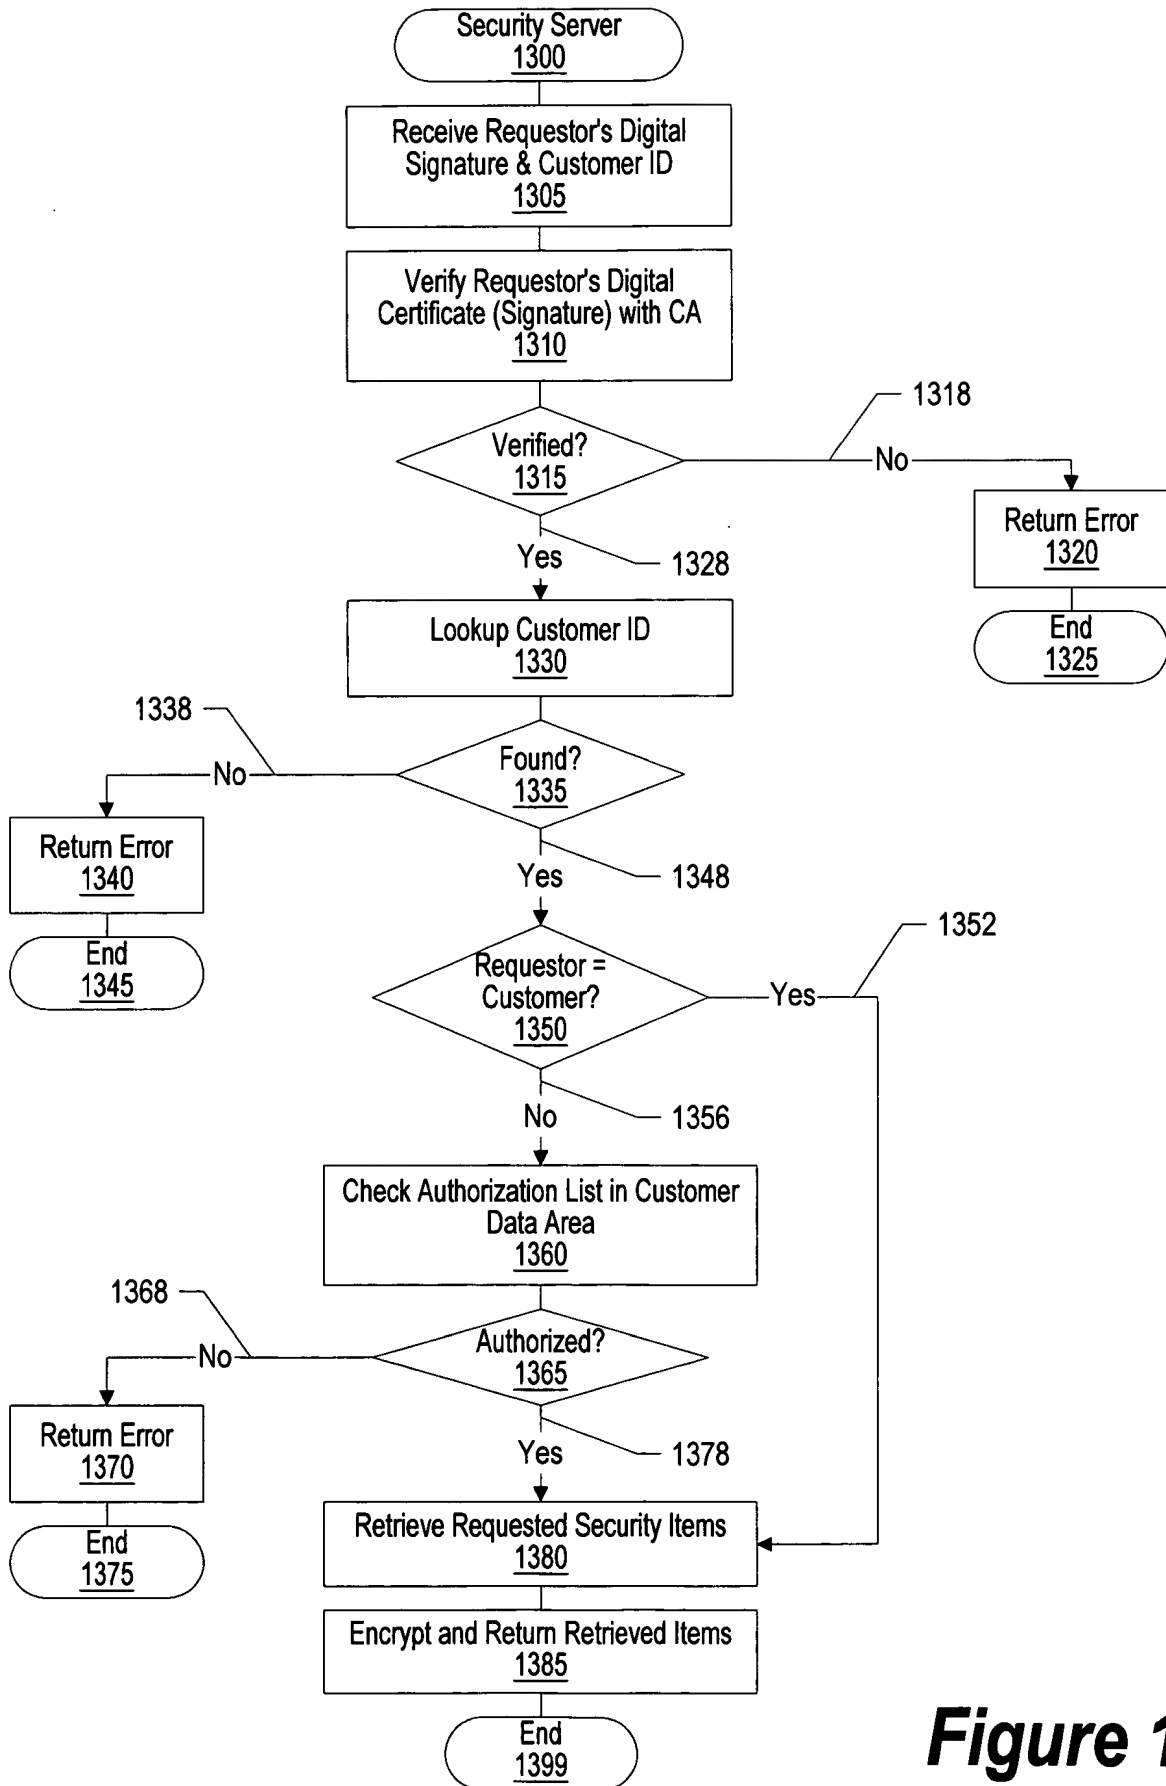 Security Server
1300
Receive Requestor's Digital
Signature & Customer ID
1305
Verify Requestor's Digital
Certificate (Signature) with CA
1310
Verified?
1315
1318
No
Return Error
1320
End
1325
1328
Yes
Lookup Customer ID
1330
1338
No
Found?
1335
Return Error
1340
End
1345
1348
Yes
1352
Requestor =
Customer?
1350
Yes
1356
No
Check Authorization List in Customer
Data Area
1360
1368
No
Authorized?
1365
Return Error
1370
End
1375
1378
Yes
Retrieve Requested Security Items
1380
Encrypt and Return Retrieved Items
1385
End
1399
Figure 1